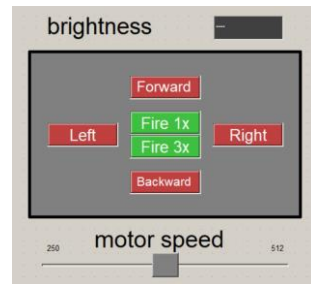 brightness –
Forward
Fire 1x
Left Right
Fire 3x
Backward
motor speed
250 512